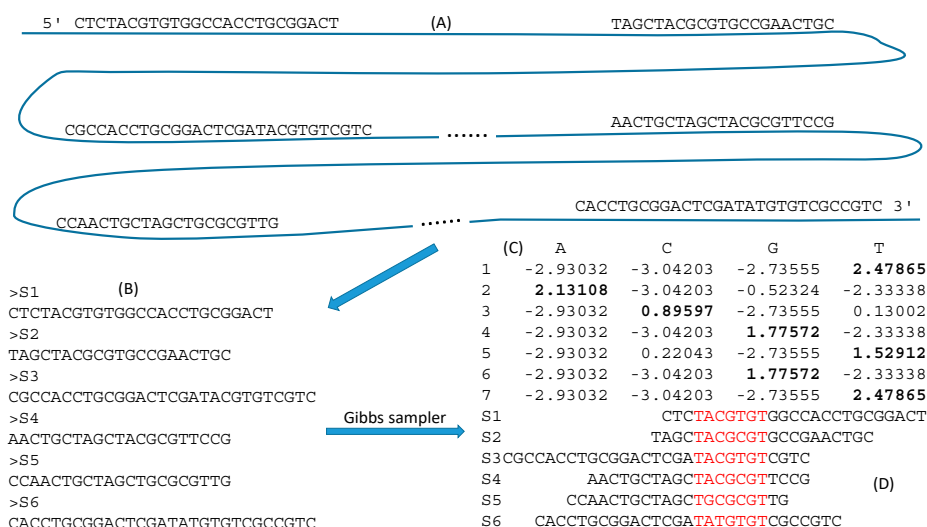 5' CTCTACGTGTGGCCACCTGCGGACT (A) TAGCTACGCGTGCCGAACTGC
CGCCACCTGCGGACTCGATACGTGTCGTC ...... AACTGCTAGCTACGCGTTCCG
CCAACTGCTAGCTGCGCGTTG ...... CACCTGCGGACTCGATATGTGTCGCCGTC 3'
(B)
>S1
CTCTACGTGTGGCCACCTGCGGACT
>S2
TAGCTACGCGTGCCGAACTGC
>S3
CGCCACCTGCGGACTCGATACGTGTCGTC
>S4
AACTGCTAGCTACGCGTTCCG
>S5
CCAACTGCTAGCTGCGCGTTG
>S6
CACCTGCGGACTCGATATGTGTCGCCGTC
Gibbs sampler
(C) A C G T
1 -2.93032 -3.04203 -2.73555 2.47865
2 2.13108 -3.04203 -0.52324 -2.33338
3 -2.93032 0.89597 -2.73555 0.13002
4 -2.93032 -3.04203 1.77572 -2.33338
5 -2.93032 0.22043 -2.73555 1.52912
6 -2.93032 -3.04203 1.77572 -2.33338
7 -2.93032 -3.04203 -2.73555 2.47865
S1 CTCTACGTGTGGCCACCTGCGGACT
S2 TAGCTACGCGTGCCGAACTGC
S3CGCCACCTGCGGACTCGATACGTGTCGTC
S4 AACTGCTAGCTACGCGTTCCG
S5 CCAACTGCTAGCTGCGCGTTG
S6 CACCTGCGGACTCGATATGTGTCGCCGTC
(D)